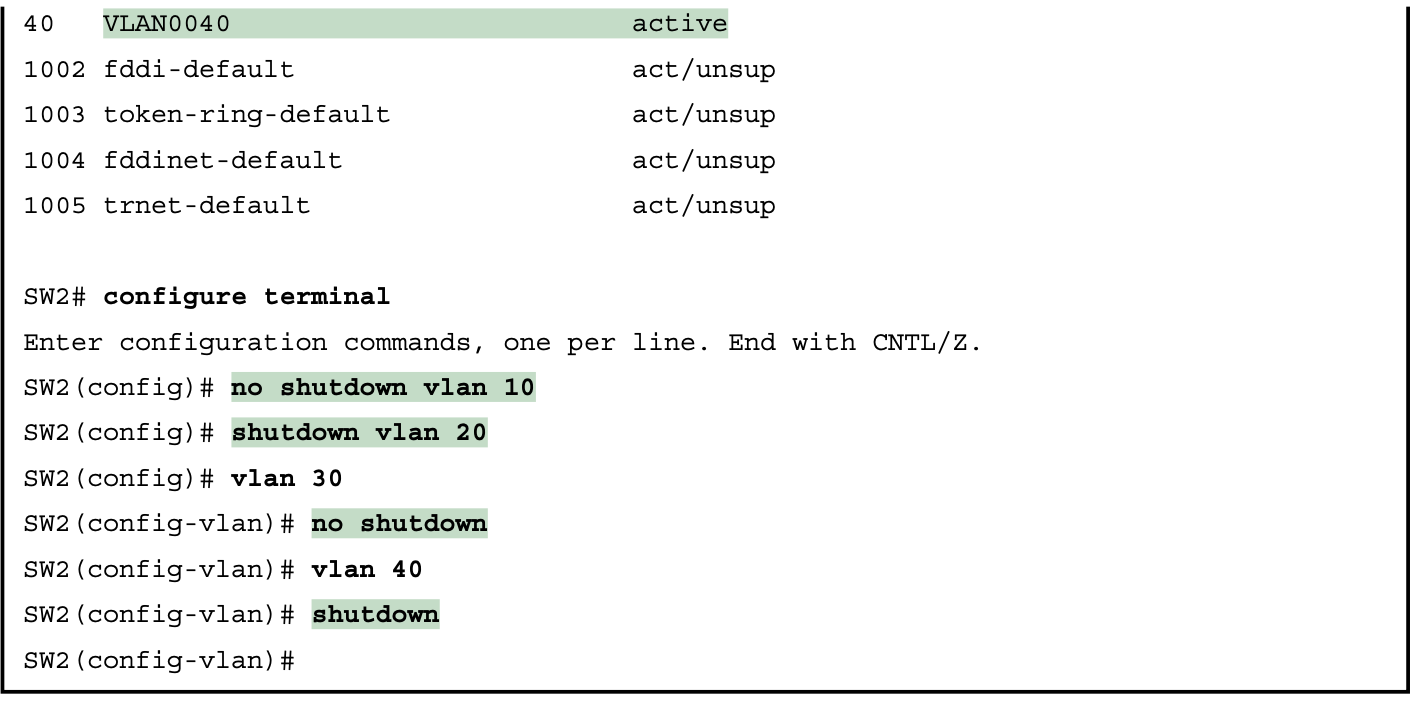 40   VLAN0040                         active
1002 fddi-default                     act/unsup
1003 token-ring-default               act/unsup
1004 fddinet-default                  act/unsup
1005 trnet-default                    act/unsup
SW2# configure terminal
Enter configuration commands, one per line. End with CNTL/Z.
SW2(config)# no shutdown vlan 10
SW2(config)# shutdown vlan 20
SW2(config)# vlan 30
SW2(config-vlan)# no shutdown
SW2(config-vlan)# vlan 40
SW2(config-vlan)# shutdown
SW2(config-vlan)#